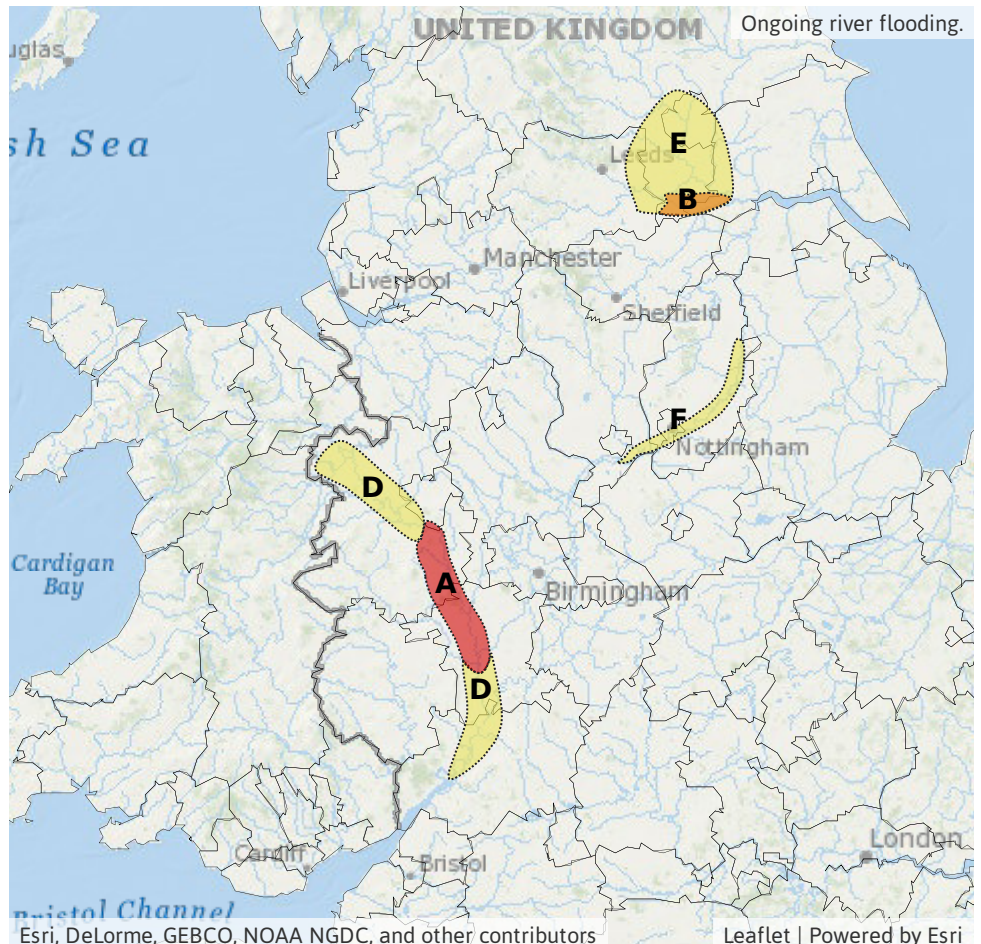 UNITED KINGDOM
Ongoing river flooding.
uglas
sh Sea
E
Leeds
B
Manchester
Liverpool
Sheffield
F
Nottingham
D
Cardigan
Bay
A
Birmingham
D
London
Cardiff
Bristol
Bristol Channel
Esri, DeLorme, GEBCO, NOAA NGDC, and other contributors
Leaflet | Powered by Esri